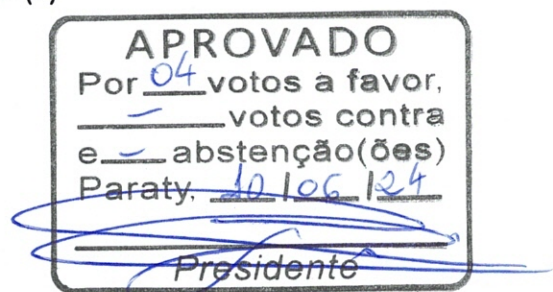 APROVADO
Por 04 votos a favor,
— votos contra
e — abstenção(ões)
Paraty, 10/06/24
Presidente